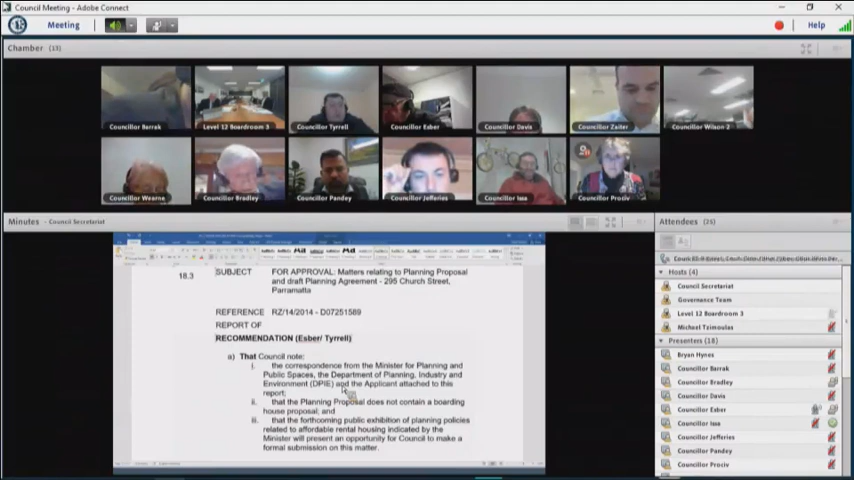 Council Meeting - Adobe Connect
Meeting
Help
Chamber (13)
Councillor Barrak
Level 12 Boardroom 3
Councillor Tyrrell
Councillor Esber
Councillor Davis
Councillor Zaiter
Councillor Wilson 2
Councillor Wearne
Councillor Bradley
Councillor Pandey
Councillor Jefferies
Councillor Issa
Councillor Prociv
Minutes - Council Secretariat
18.3
SUBJECT FOR APPROVAL: Matters relating to Planning Proposal
and draft Planning Agreement - 295 Church Street,
Parramatta
REFERENCE RZ/14/2014 - D07251589
REPORT OF
RECOMMENDATION (Esber/ Tyrrell)
a) That Council note:
i. the correspondence from the Minister for Planning and
Public Spaces, the Department of Planning, Industry and
Environment (DPIE) and the Applicant attached to this
report;
ii. that the Planning Proposal does not contain a boarding
house proposal; and
iii. that the forthcoming public exhibition of planning policies
related to affordable rental housing indicated by the
Minister will present an opportunity for Council to make a
formal submission on this matter.
Attendees (25)
Hosts (4)
Council Secretariat
Governance Team
Level 12 Boardroom 3
Michael Tzimoulas
Presenters (18)
Bryan Hynes
Councillor Barrak
Councillor Bradley
Councillor Davis
Councillor Esber
Councillor Issa
Councillor Jefferies
Councillor Pandey
Councillor Prociv